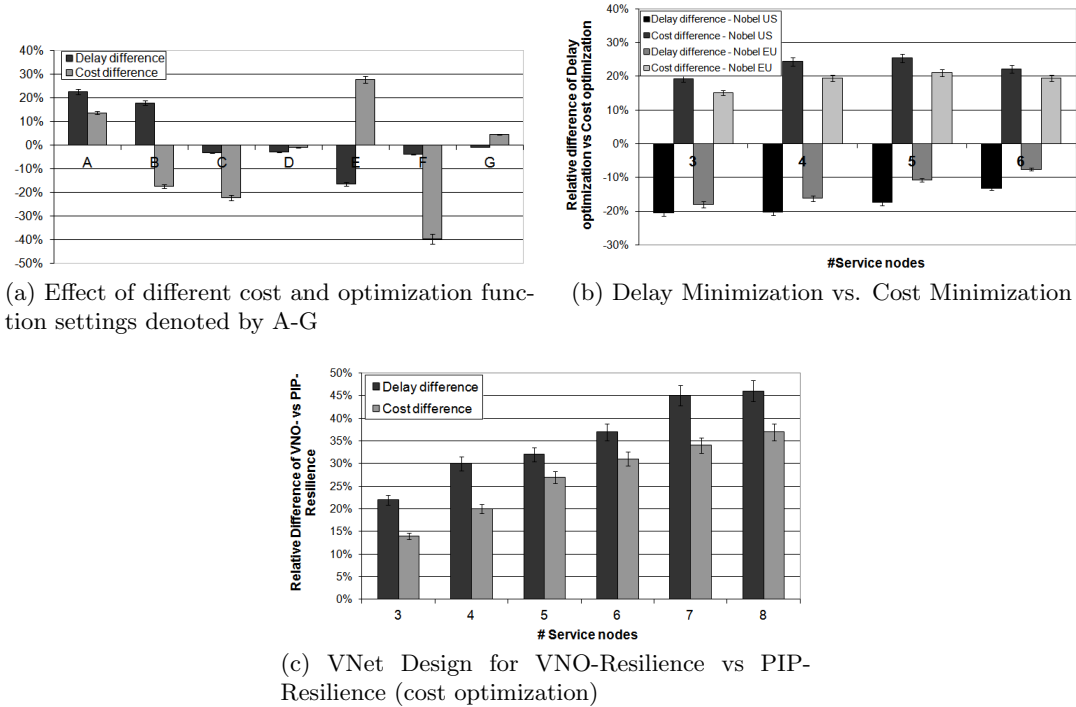 40%
30%
20%
10%
0%
-10%
-20%
-30%
-40%
-50%
Delay difference
Cost difference
A B C D E F G
(a) Effect of different cost and optimization func-
tion settings denoted by A-G
Relative difference of Delay
optimization vs Cost optimization
40%
30%
20%
10%
0%
-10%
-20%
-30%
Delay difference - Nobel US
Cost difference - Nobel US
Delay difference - Nobel EU
Cost difference - Nobel EU
3 4 5 6
#Service nodes
(b) Delay Minimization vs. Cost Minimization
Relative Difference of VNO- vs PIP-
Resilience
50%
45%
40%
35%
30%
25%
20%
15%
10%
5%
0%
Delay difference
Cost difference
3 4 5 6 7 8
# Service nodes
(c) VNet Design for VNO-Resilience vs PIP-
Resilience (cost optimization)